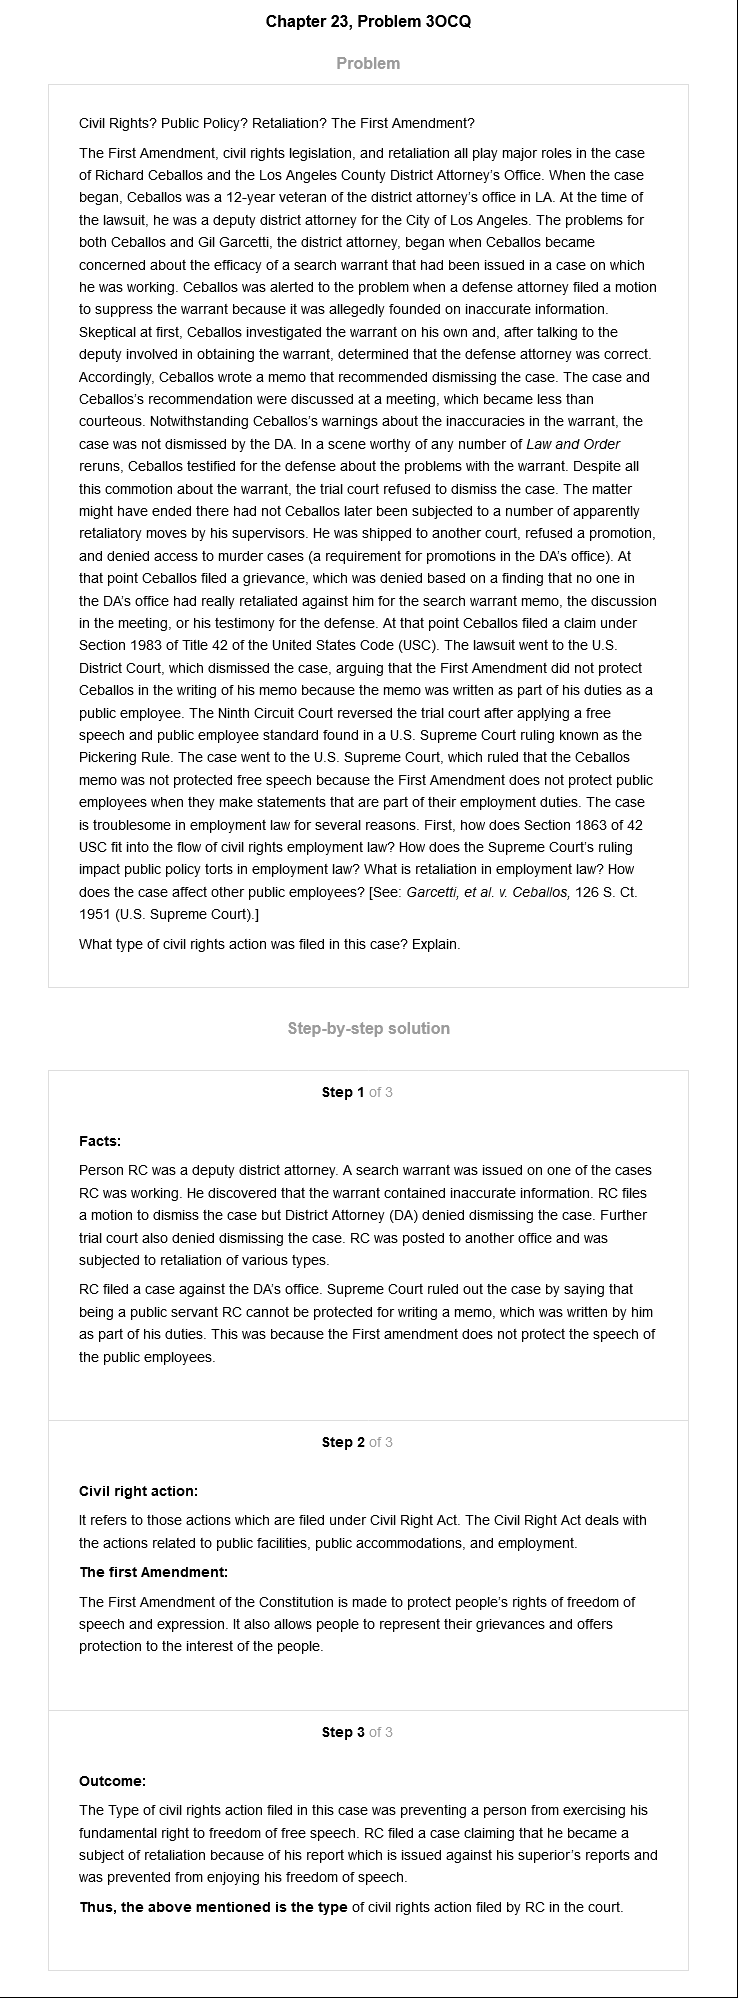 Chapter 23, Problem 3OCQ
Problem
Civil Rights? Public Policy? Retaliation? The First Amendment?
The First Amendment, civil rights legislation, and retaliation all play major roles in the case
of Richard Ceballos and the Los Angeles County District Attorney's Office. When the case
began, Ceballos was a 12-year veteran of the district attorney's office in LA. At the time of
the lawsuit, he was a deputy district attorney for the City of Los Angeles. The problems for
both Ceballos and Gil Garcetti, the district attorney, began when Ceballos became
concerned about the efficacy of a search warrant that had been issued in a case on which
he was working. Ceballos was alerted to the problem when a defense attorney filed a motion
to suppress the warrant because it was allegedly founded on inaccurate information.
Skeptical at first, Ceballos investigated the warrant on his own and, after talking to the
deputy involved in obtaining the warrant, determined that the defense attorney was correct.
Accordingly, Ceballos wrote a memo that recommended dismissing the case. The case and
Ceballos's recommendation were discussed at a meeting, which became less than
courteous. Notwithstanding Ceballos's warnings about the inaccuracies in the warrant, the
case was not dismissed by the DA. In a scene worthy of any number of Law and Order
reruns, Ceballos testified for the defense about the problems with the warrant. Despite all
this commotion about the warrant, the trial court refused to dismiss the case. The matter
might have ended there had not Ceballos later been subjected to a number of apparently
retaliatory moves by his supervisors. He was shipped to another court, refused a promotion,
and denied access to murder cases (a requirement for promotions in the DA's office). At
that point Ceballos filed a grievance, which was denied based on a finding that no one in
the DA's office had really retaliated against him for the search warrant memo, the discussion
in the meeting, or his testimony for the defense. At that point Ceballos filed a claim under
Section 1983 of Title 42 of the United States Code (USC). The lawsuit went to the U.S.
District Court, which dismissed the case, arguing that the First Amendment did not protect
Ceballos in the writing of his memo because the memo was written as part of his duties as a
public employee. The Ninth Circuit Court reversed the trial court after applying a free
speech and public employee standard found in a U.S. Supreme Court ruling known as the
Pickering Rule. The case went to the U.S. Supreme Court, which ruled that the Ceballos
memo was not protected free speech because the First Amendment does not protect public
employees when they make statements that are part of their employment duties. The case
is troublesome in employment law for several reasons. First, how does Section 1863 of 42
USC fit into the flow of civil rights employment law? How does the Supreme Court's ruling
impact public policy torts in employment law? What is retaliation in employment law? How
does the case affect other public employees? [See: Garcetti, et al. v. Ceballos, 126 S. Ct.
1951 (U.S. Supreme Court).]
What type of civil rights action was filed in this case? Explain.
Step-by-step solution
Step 1 of 3
Facts:
Person RC was a deputy district attorney. A search warrant was issued on one of the cases
RC was working. He discovered that the warrant contained inaccurate information. RC files
a motion to dismiss the case but District Attorney (DA) denied dismissing the case. Further
trial court also denied dismissing the case. RC was posted to another office and was
subjected to retaliation of various types.
RC filed a case against the DA's office. Supreme Court ruled out the case by saying that
being a public servant RC cannot be protected for writing a memo, which was written by him
as part of his duties. This was because the First amendment does not protect the speech of
the public employees.
Step 2 of 3
Civil right action:
It refers to those actions which are filed under Civil Right Act. The Civil Right Act deals with
the actions related to public facilities, public accommodations, and employment.
The first Amendment:
The First Amendment of the Constitution is made to protect people's rights of freedom of
speech and expression. It also allows people to represent their grievances and offers
protection to the interest of the people.
Step 3 of 3
Outcome:
The Type of civil rights action filed in this case was preventing a person from exercising his
fundamental right to freedom of free speech. RC filed a case claiming that he became a
subject of retaliation because of his report which is issued against his superior's reports and
was prevented from enjoying his freedom of speech.
Thus, the above mentioned is the type of civil rights action filed by RC in the court.